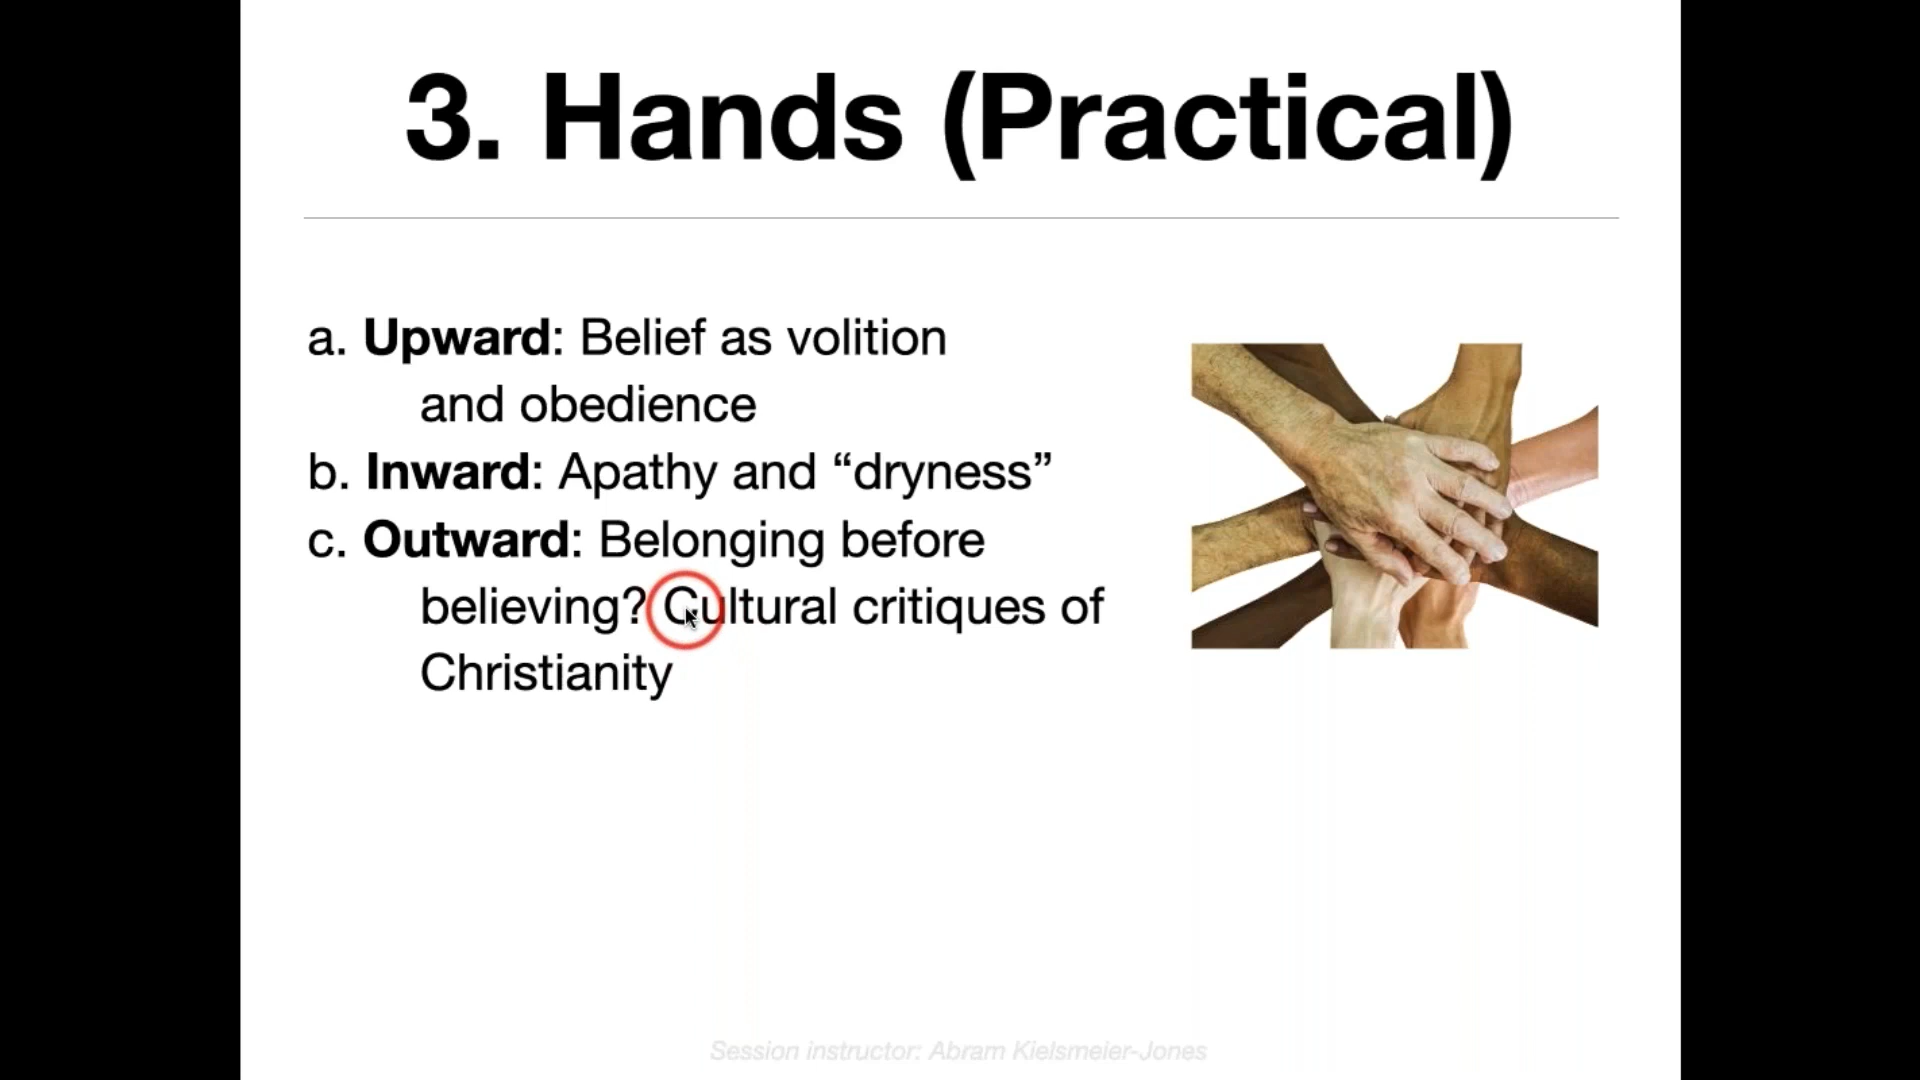 3. Hands (Practical)
a. Upward: Belief as volition
and obedience
b. Inward: Apathy and “dryness”
c. Outward: Belonging before
believing? Cultural critiques of
Christianity
Session instructor: Abram Kielsmeier-Jones